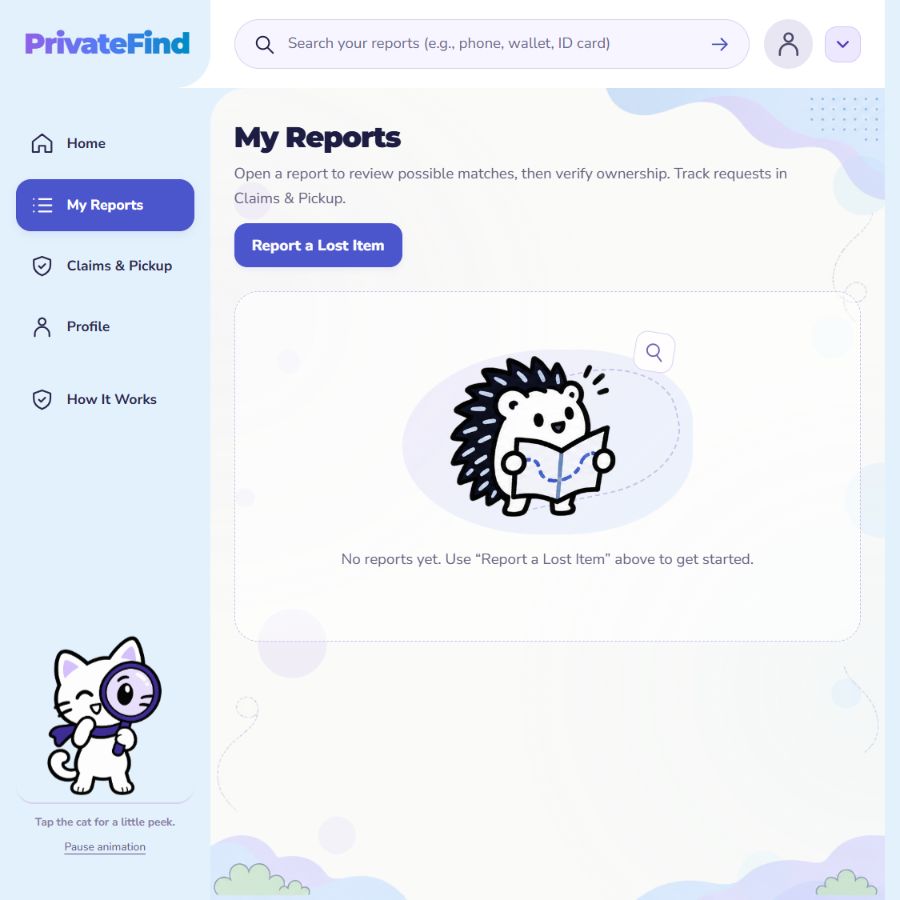 PrivateFind
Search your reports (e.g., phone, wallet, ID card)
Home
My Reports
Claims & Pickup
Profile
How It Works
Tap the cat for a little peek.
Pause animation
My Reports
Open a report to review possible matches, then verify ownership. Track requests in
Claims & Pickup.
Report a Lost Item
No reports yet. Use “Report a Lost Item” above to get started.